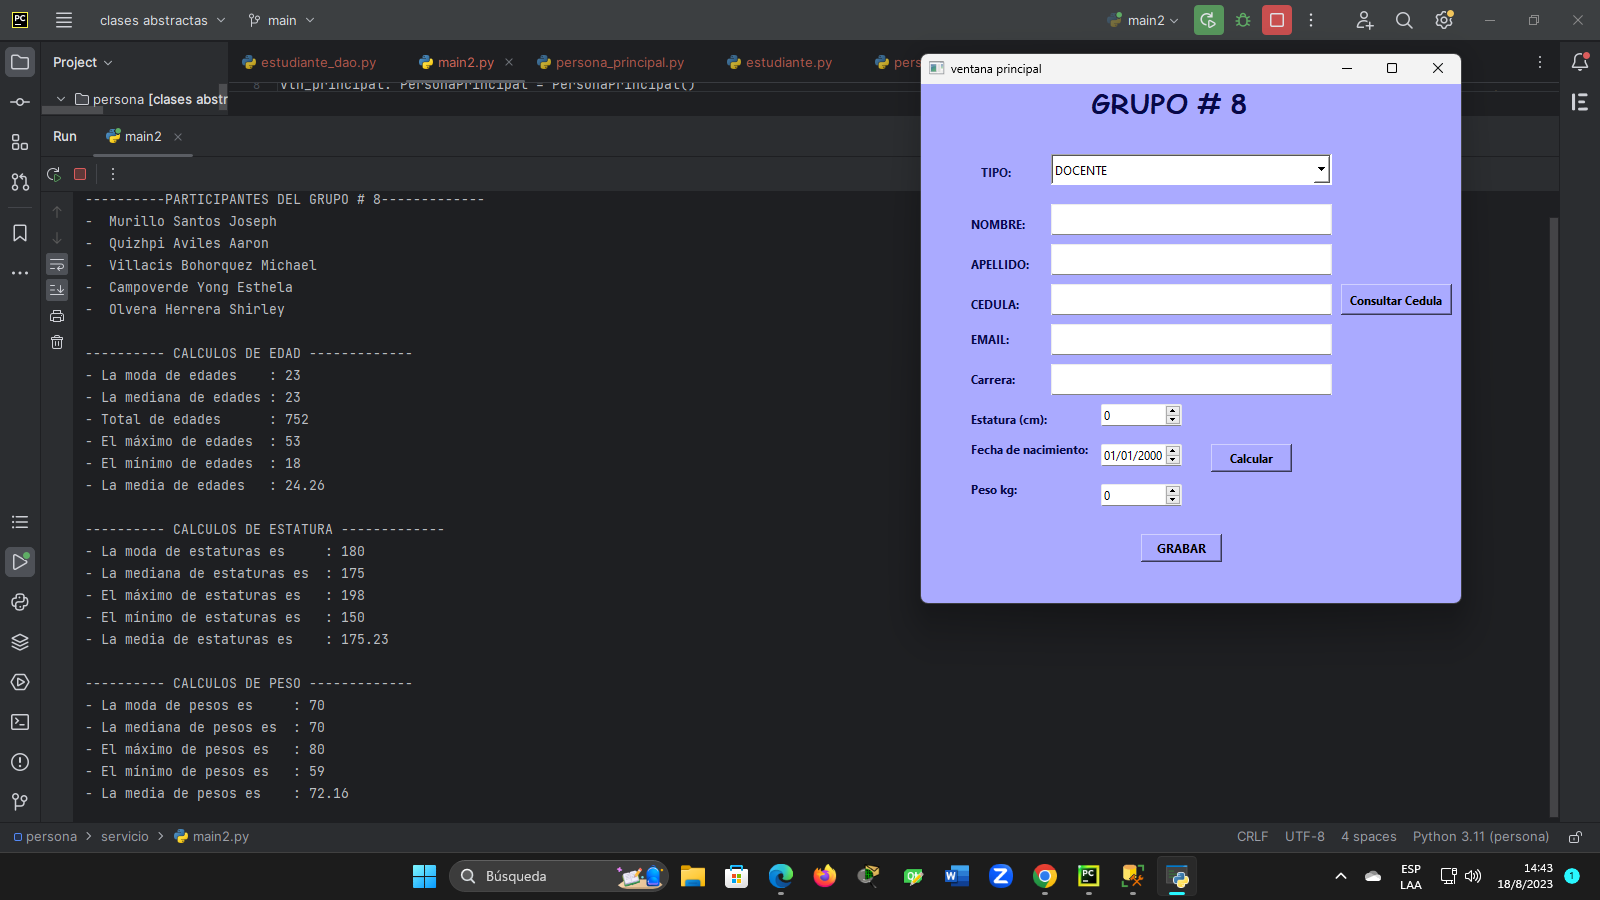 clases abstractas
main
main2
Project
estudiante_dao.py
main2.py
persona_principal.py
estudiante.py
pers
persona [clases abstr
8 vtn_principal: PersonaPrincipal = PersonaPrincipal()
Run
main2
----------PARTICIPANTES DEL GRUPO # 8-------------
- Murillo Santos Joseph
- Quizhpi Aviles Aaron
- Villacis Bohorquez Michael
- Campoverde Yong Esthela
- Olvera Herrera Shirley
---------- CALCULOS DE EDAD -------------
- La moda de edades : 23
- La mediana de edades : 23
- Total de edades : 752
- El máximo de edades : 53
- El mínimo de edades : 18
- La media de edades : 24.26
---------- CALCULOS DE ESTATURA -------------
- La moda de estaturas es : 180
- La mediana de estaturas es : 175
- El máximo de estaturas es : 198
- El mínimo de estaturas es : 150
- La media de estaturas es : 175.23
---------- CALCULOS DE PESO -------------
- La moda de pesos es : 70
- La mediana de pesos es : 70
- El máximo de pesos es : 80
- El mínimo de pesos es : 59
- La media de pesos es : 72.16
ventana principal
GRUPO # 8
TIPO: DOCENTE
NOMBRE:
APELLIDO:
CEDULA: Consultar Cedula
EMAIL:
Carrera:
Estatura (cm): 0
Fecha de nacimiento: 01/01/2000 Calcular
Peso kg: 0
GRABAR
persona > servicio > main2.py
CRLF UTF-8 4 spaces Python 3.11 (persona)
Búsqueda
ESP
LAA
14:43
18/8/2023
1